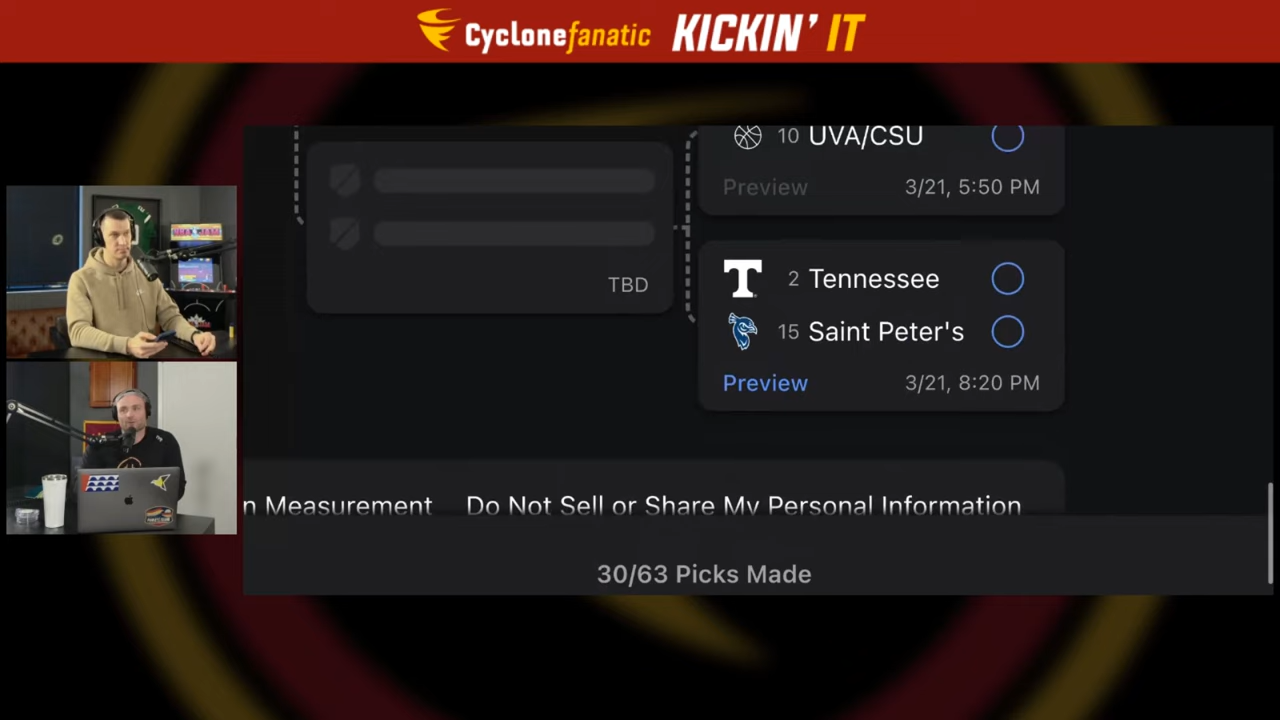 Cyclonefanatic KICKIN' IT
10 UVA/CSU
Preview 3/21, 5:50 PM
TBD
T 2 Tennessee
15 Saint Peter's
Preview 3/21, 8:20 PM
n Measurement Do Not Sell or Share My Personal Information
30/63 Picks Made